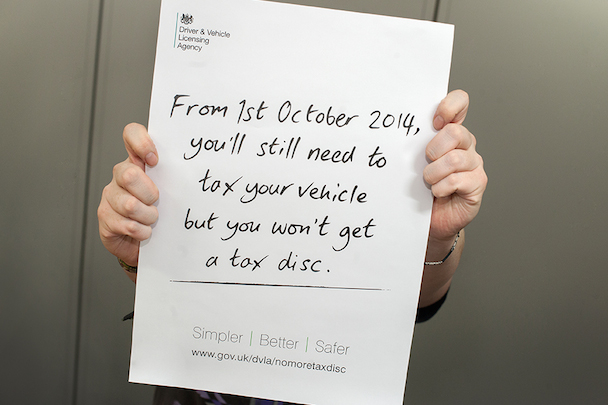 Driver & Vehicle
Licensing
Agency
From 1st October 2014,
you'll still need to
tax your vehicle
but you won't get
a tax disc.
Simpler | Better | Safer
www.gov.uk/dvla/nomoretaxdisc